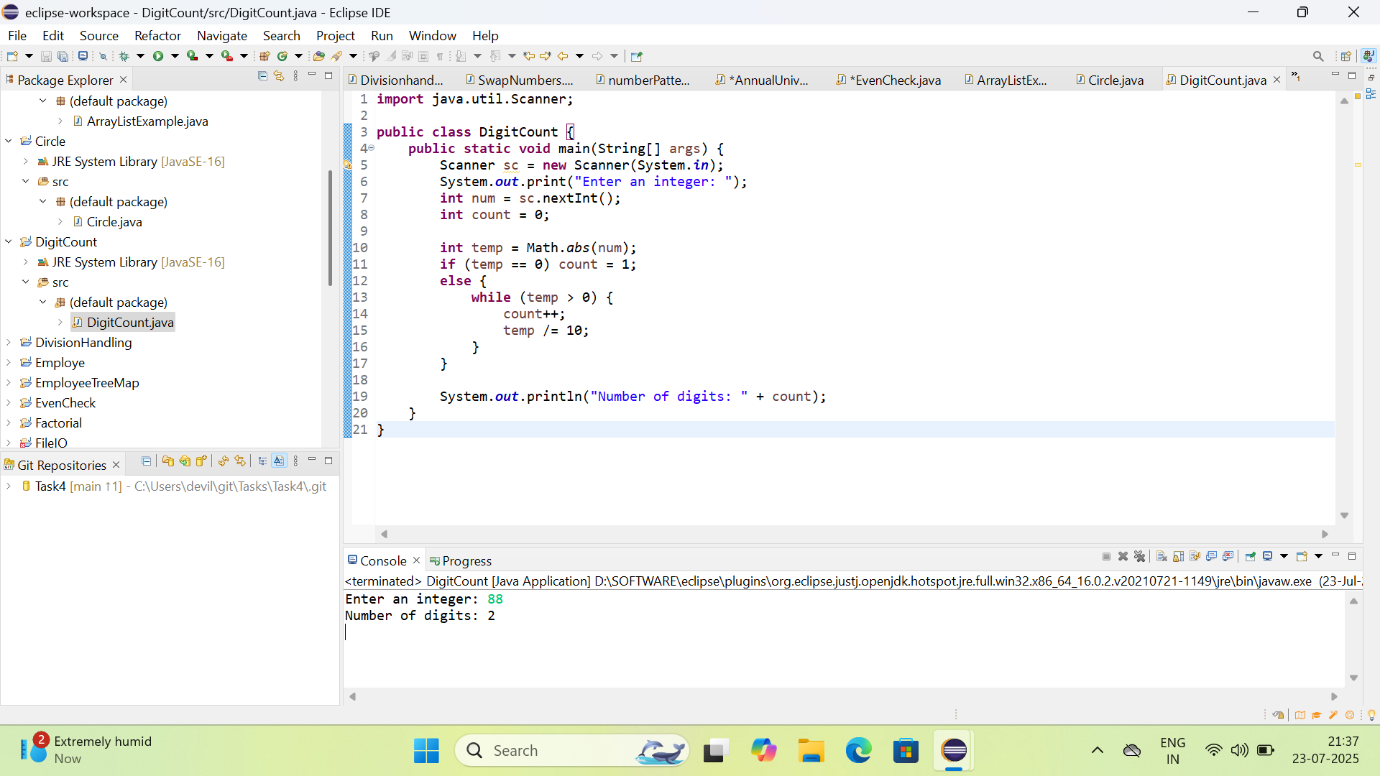 eclipse-workspace - DigitCount/src/DigitCount.java - Eclipse IDE
File Edit Source Refactor Navigate Search Project Run Window Help
Package Explorer
(default package)
ArrayListExample.java
Circle
JRE System Library [JavaSE-16]
src
(default package)
Circle.java
DigitCount
JRE System Library [JavaSE-16]
src
(default package)
DigitCount.java
DivisionHandling
Employe
EmployeeTreeMap
EvenCheck
Factorial
FileIO
Git Repositories
Task4 [main ↑1] - C:\Users\devil\git\Tasks\Task4\.git
Divisionhand... SwapNumbers.... numberPatte... *AnnualUniv... *EvenCheck.java ArrayListEx... Circle.java DigitCount.java »1
1 import java.util.Scanner;
2
3 public class DigitCount {
4     public static void main(String[] args) {
5         Scanner sc = new Scanner(System.in);
6         System.out.print("Enter an integer: ");
7         int num = sc.nextInt();
8         int count = 0;
9
10         int temp = Math.abs(num);
11         if (temp == 0) count = 1;
12         else {
13             while (temp > 0) {
14                 count++;
15                 temp /= 10;
16             }
17         }
18
19         System.out.println("Number of digits: " + count);
20     }
21 }
Console Progress
<terminated> DigitCount [Java Application] D:\SOFTWARE\eclipse\plugins\org.eclipse.justj.openjdk.hotspot.jre.full.win32.x86_64_16.0.2.v20210721-1149\jre\bin\javaw.exe (23-Jul-
Enter an integer: 88
Number of digits: 2
2
Extremely humid
Now
Search
ENG
IN
21:37
23-07-2025